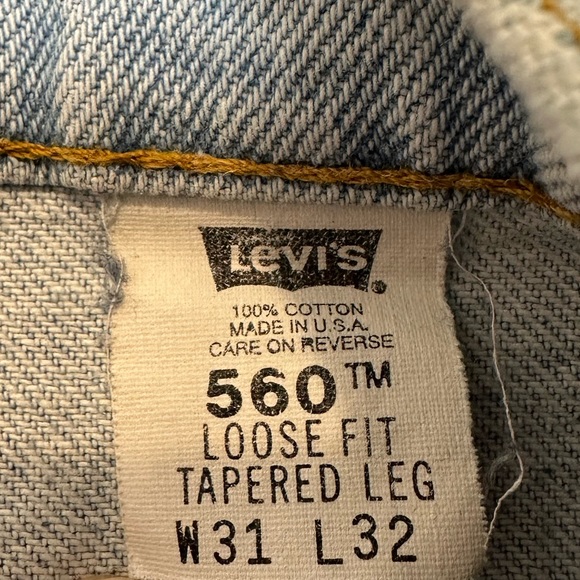 LEVI'S®
100% COTTON
MADE IN U.S.A.
CARE ON REVERSE
560™
LOOSE FIT
TAPERED LEG
W31 L32